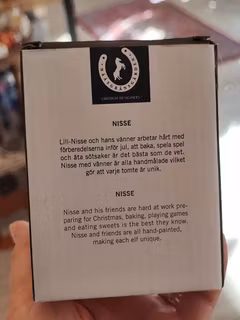 NISSE
Lill-Nisse och hans vänner arbetar hårt med
förberedelserna inför jul, att baka, spela spel
och äta sötsaker är det bästa som de vet.
Nisse med vänner är alla handmålade vilket
gör att varje tomte är unik.
NISSE
Nisse and his friends are hard at work pre-
paring for Christmas, baking, playing games
and eating sweets is the best they know.
Nisse and friends are all hand-painted,
making each elf unique.